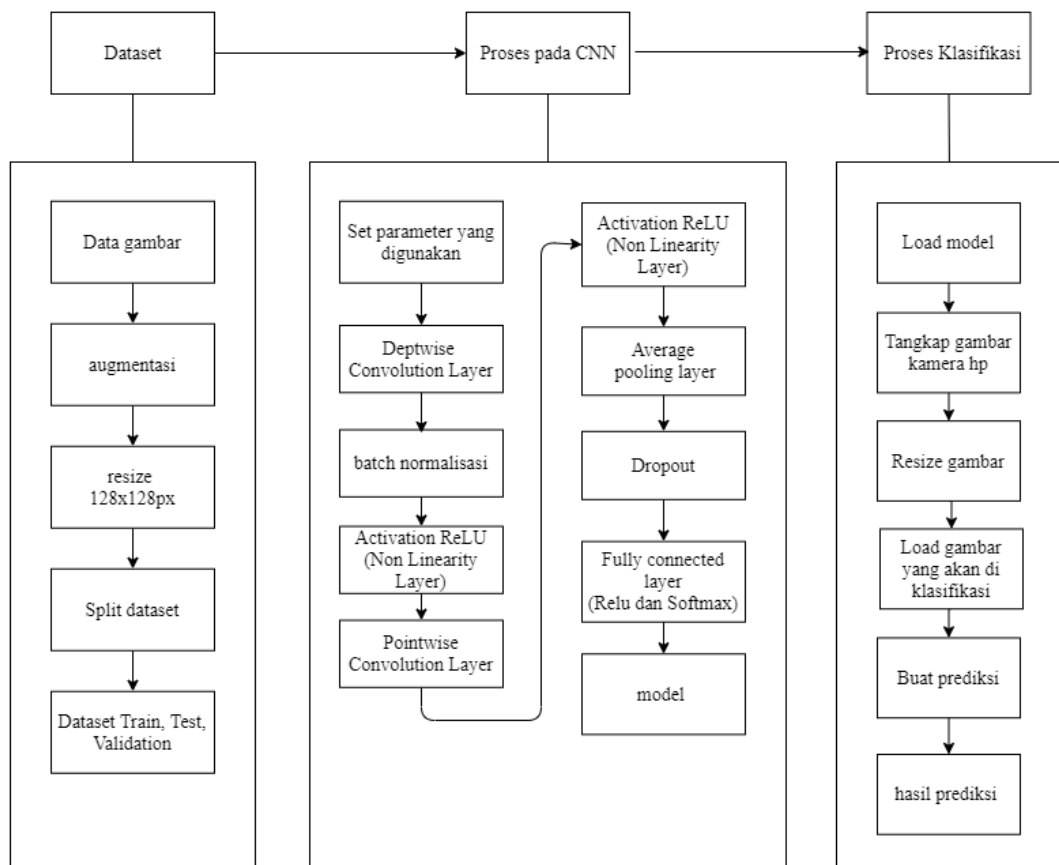 Dataset
Proses pada CNN
Proses Klasifikasi
Data gambar
augmentasi
resize
128x128px
Split dataset
Dataset Train, Test,
Validation
Set parameter yang
digunakan
Deptwise
Convolution Layer
batch normalisasi
Activation ReLU
(Non Linearity
Layer)
Pointwise
Convolution Layer
Activation ReLU
(Non Linearity
Layer)
Average
pooling layer
Dropout
Fully connected
layer
(Relu dan Softmax)
model
Load model
Tangkap gambar
kamera hp
Resize gambar
Load gambar
yang akan di
klasifikasi
Buat prediksi
hasil prediksi